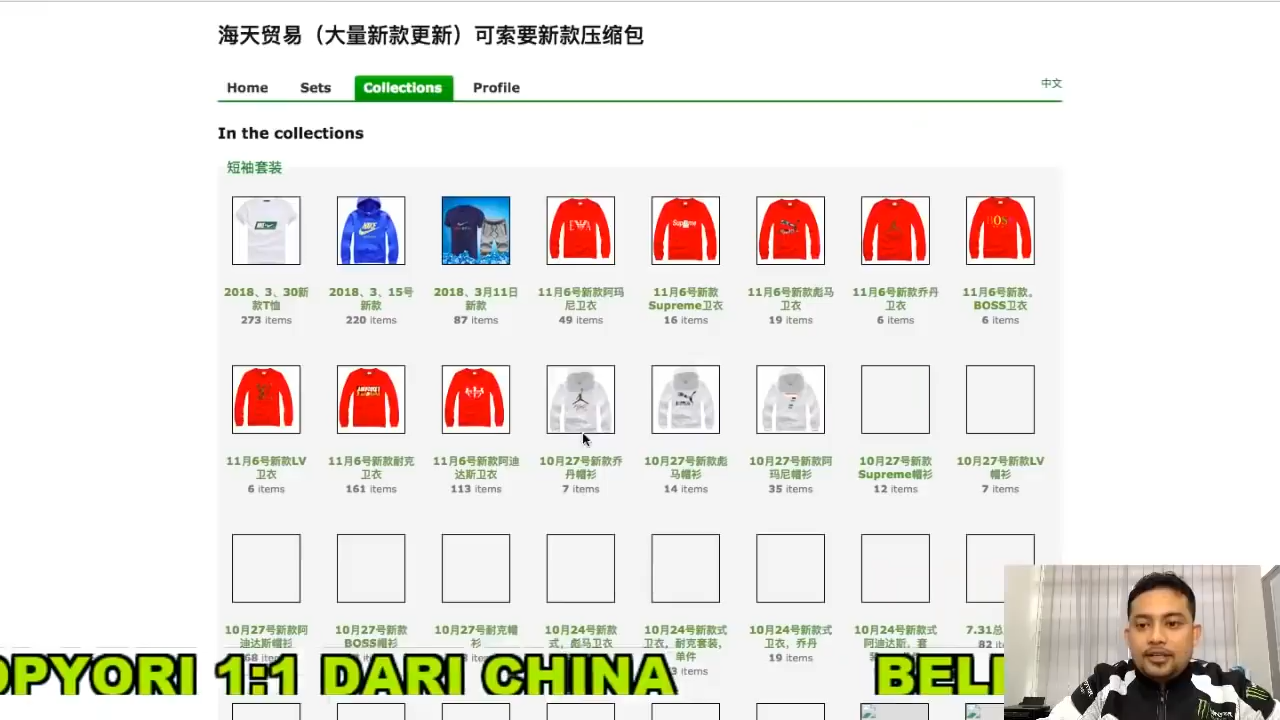 海天贸易（大量新款更新）可索要新款压缩包
Home Sets Collections Profile 中文
In the collections
短袖套装
2018、3、30新款T恤
273 items
2018、3、15号新款
220 items
2018、3月11日新款
87 items
11月6号新款阿玛尼卫衣
49 items
11月6号新款Supreme卫衣
16 items
11月6号新款彪马卫衣
19 items
11月6号新款乔丹卫衣
6 items
11月6号新款。BOSS卫衣
6 items
11月6号新款LV卫衣
6 items
11月6号新款耐克卫衣
161 items
11月6号新款阿迪达斯卫衣
113 items
10月27号新款乔丹帽衫
7 items
10月27号新款彪马帽衫
14 items
10月27号新款阿玛尼帽衫
35 items
10月27号新款Supreme帽衫
12 items
10月27号新款LV帽衫
7 items
10月27号新款阿迪达斯帽衫
10月27号新款BOSS帽衫
10月27号耐克帽衫
10月24号新款式，彪马卫衣
10月24号新款式卫衣，耐克套装，单件
10月24号新款式卫衣，乔丹
19 items
10月24号新款式阿迪达斯。套
7.31总
82
OPYORI 1:1 DARI CHINA BELI